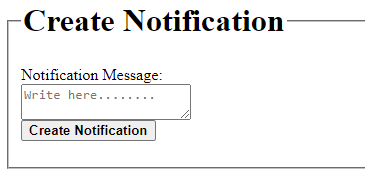 Create Notification
Notification Message:
Write here........
Create Notification